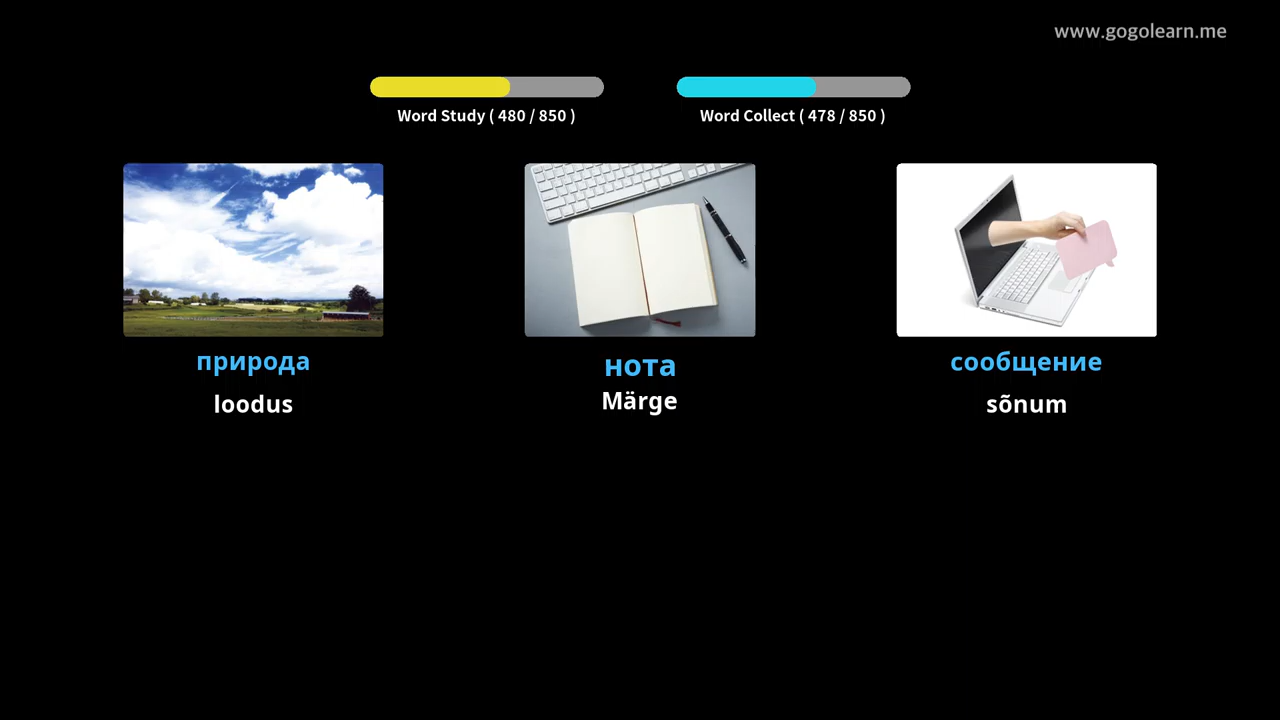 www.gogolearn.me
Word Study ( 480 / 850 )
Word Collect ( 478 / 850 )
природа
нота
сообщение
loodus
Märge
sõnum